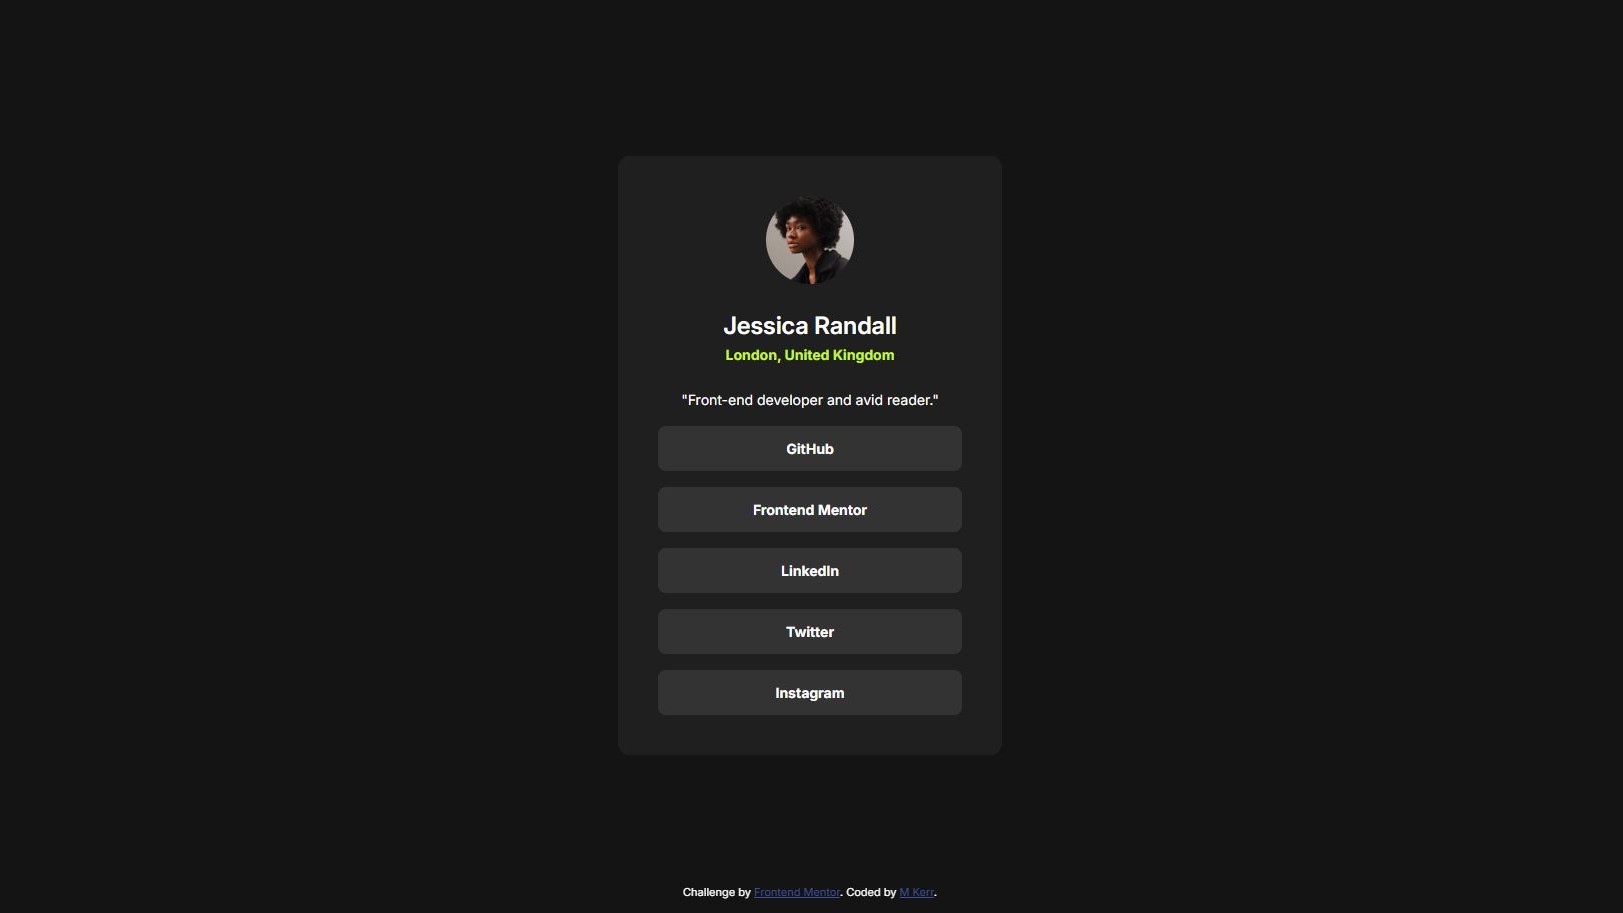 Jessica Randall
London, United Kingdom
"Front-end developer and avid reader."
GitHub
Frontend Mentor
LinkedIn
Twitter
Instagram
Challenge by Frontend Mentor. Coded by M Kerr.